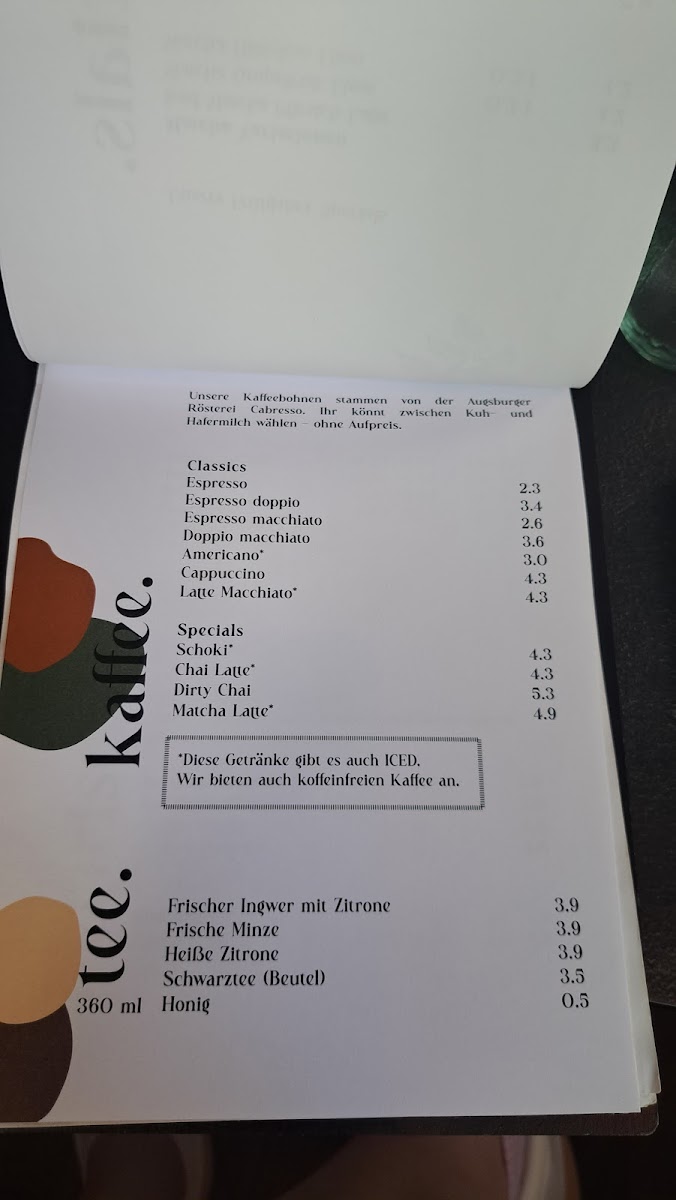 Unsere Kaffeebohnen stammen von der Augsburger
Rösterei Cabresso. Ihr könnt zwischen Kuh- und
Hafermilch wählen – ohne Aufpreis.
kaffee.
Classics
Espresso 2.3
Espresso doppio 3.4
Espresso macchiato 2.6
Doppio macchiato 3.6
Americano* 3.0
Cappuccino 4.3
Latte Macchiato* 4.3
Specials
Schoki* 4.3
Chai Latte* 4.3
Dirty Chai 5.3
Matcha Latte* 4.9
*Diese Getränke gibt es auch ICED.
Wir bieten auch koffeinfreien Kaffee an.
tee.
360 ml
Frischer Ingwer mit Zitrone 3.9
Frische Minze 3.9
Heiße Zitrone 3.9
Schwarztee (Beutel) 3.5
Honig 0.5